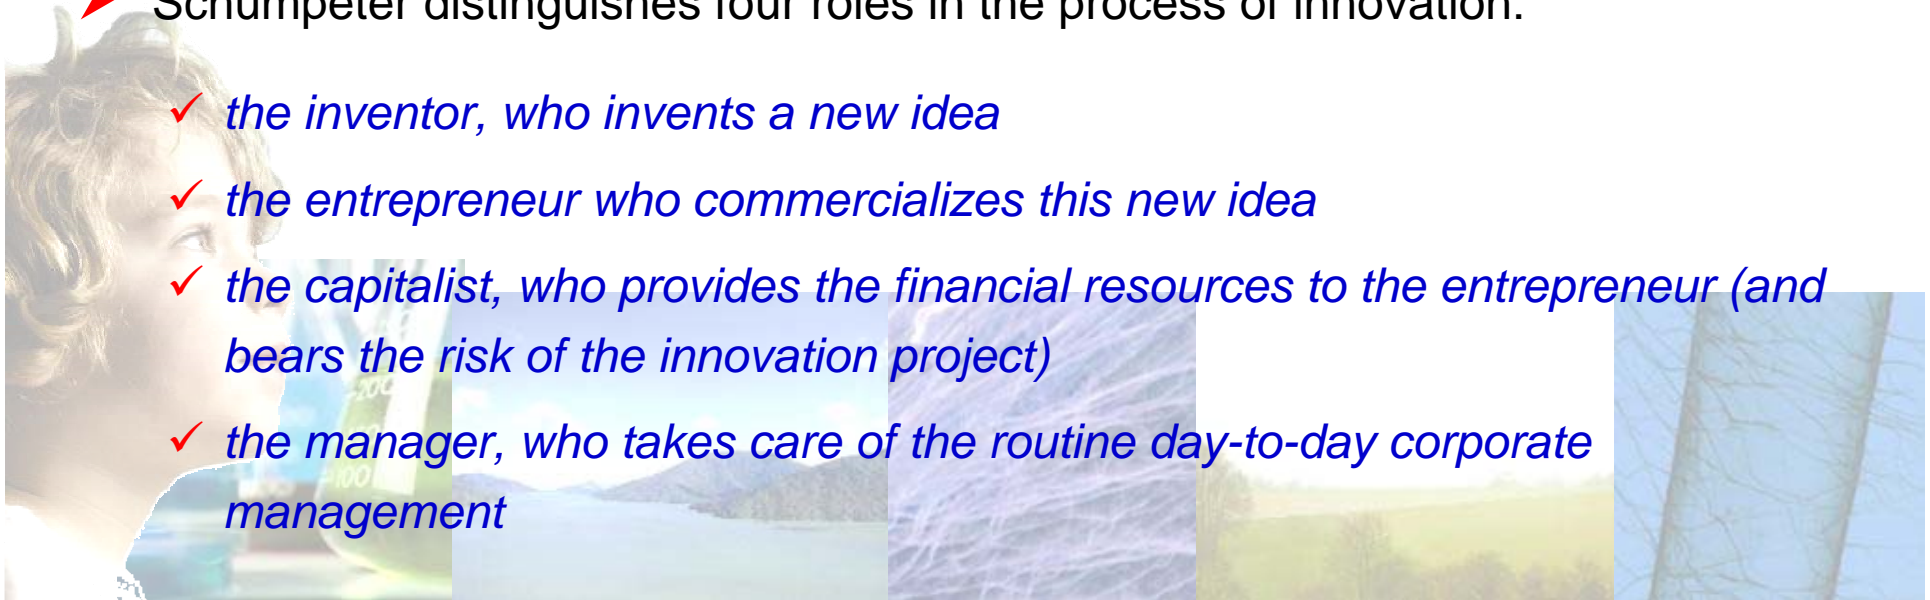 Schumpeter distinguishes four roles in the process of innovation:
the inventor, who invents a new idea
the entrepreneur who commercializes this new idea
the capitalist, who provides the financial resources to the entrepreneur (and
bears the risk of the innovation project)
the manager, who takes care of the routine day-to-day corporate
management
200
100